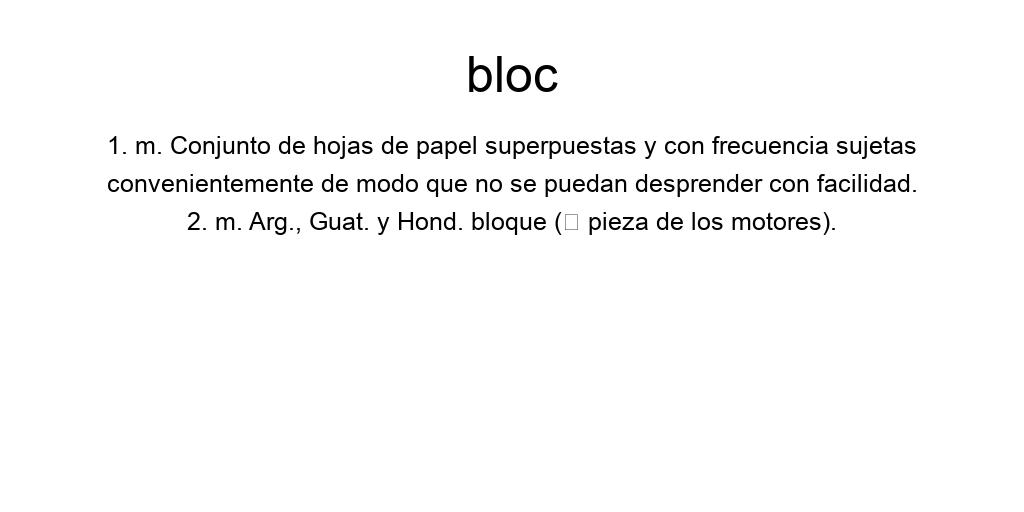 bloc
1. m. Conjunto de hojas de papel superpuestas y con frecuencia sujetas
convenientemente de modo que no se puedan desprender con facilidad.
2. m. Arg., Guat. y Hond. bloque (□ pieza de los motores).